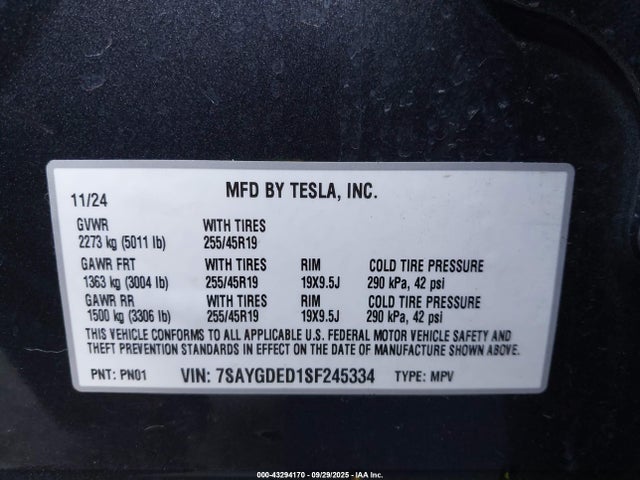 MFD BY TESLA, INC.
11/24
GVWR WITH TIRES
2273 kg (5011 lb) 255/45R19
GAWR FRT WITH TIRES RIM COLD TIRE PRESSURE
1363 kg (3004 lb) 255/45R19 19X9.5J 290 kPa, 42 psi
GAWR RR WITH TIRES RIM COLD TIRE PRESSURE
1500 kg (3306 lb) 255/45R19 19X9.5J 290 kPa, 42 psi
THIS VEHICLE CONFORMS TO ALL APPLICABLE U.S. FEDERAL MOTOR VEHICLE SAFETY AND
THEFT PREVENTION STANDARDS IN EFFECT ON THE DATE OF MANUFACTURE SHOWN ABOVE.
PNT: PN01 VIN: 7SAYGDED1SF245334 TYPE: MPV
000-43294170 - 09/29/2025 - IAA Inc.